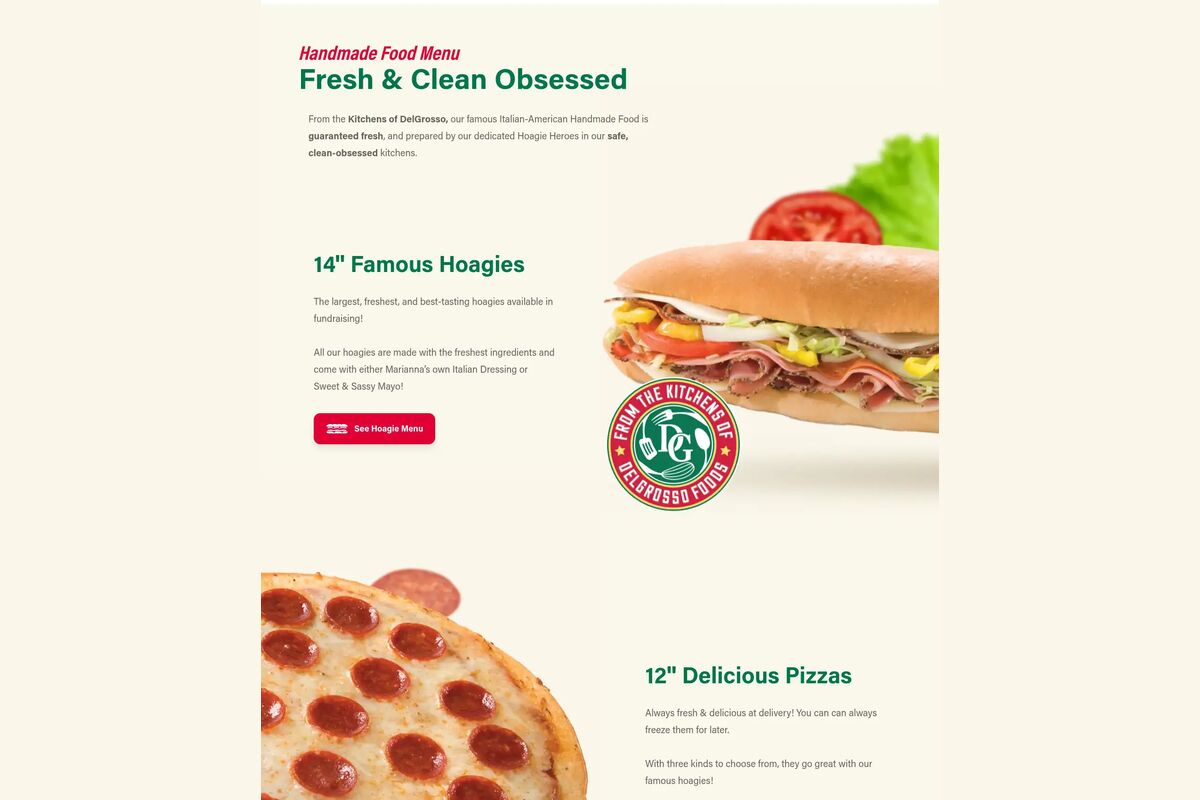 Handmade Food Menu
Fresh & Clean Obsessed
From the Kitchens of DelGrosso, our famous Italian-American Handmade Food is
guaranteed fresh, and prepared by our dedicated Hoagie Heroes in our safe,
clean-obsessed kitchens.
14" Famous Hoagies
The largest, freshest, and best-tasting hoagies available in
fundraising!
All our hoagies are made with the freshest ingredients and
come with either Marianna's own Italian Dressing or
Sweet & Sassy Mayo!
See Hoagie Menu
FROM THE KITCHENS OF
DG
DELGROSSO FOODS
12" Delicious Pizzas
Always fresh & delicious at delivery! You can can always
freeze them for later.
With three kinds to choose from, they go great with our
famous hoagies!